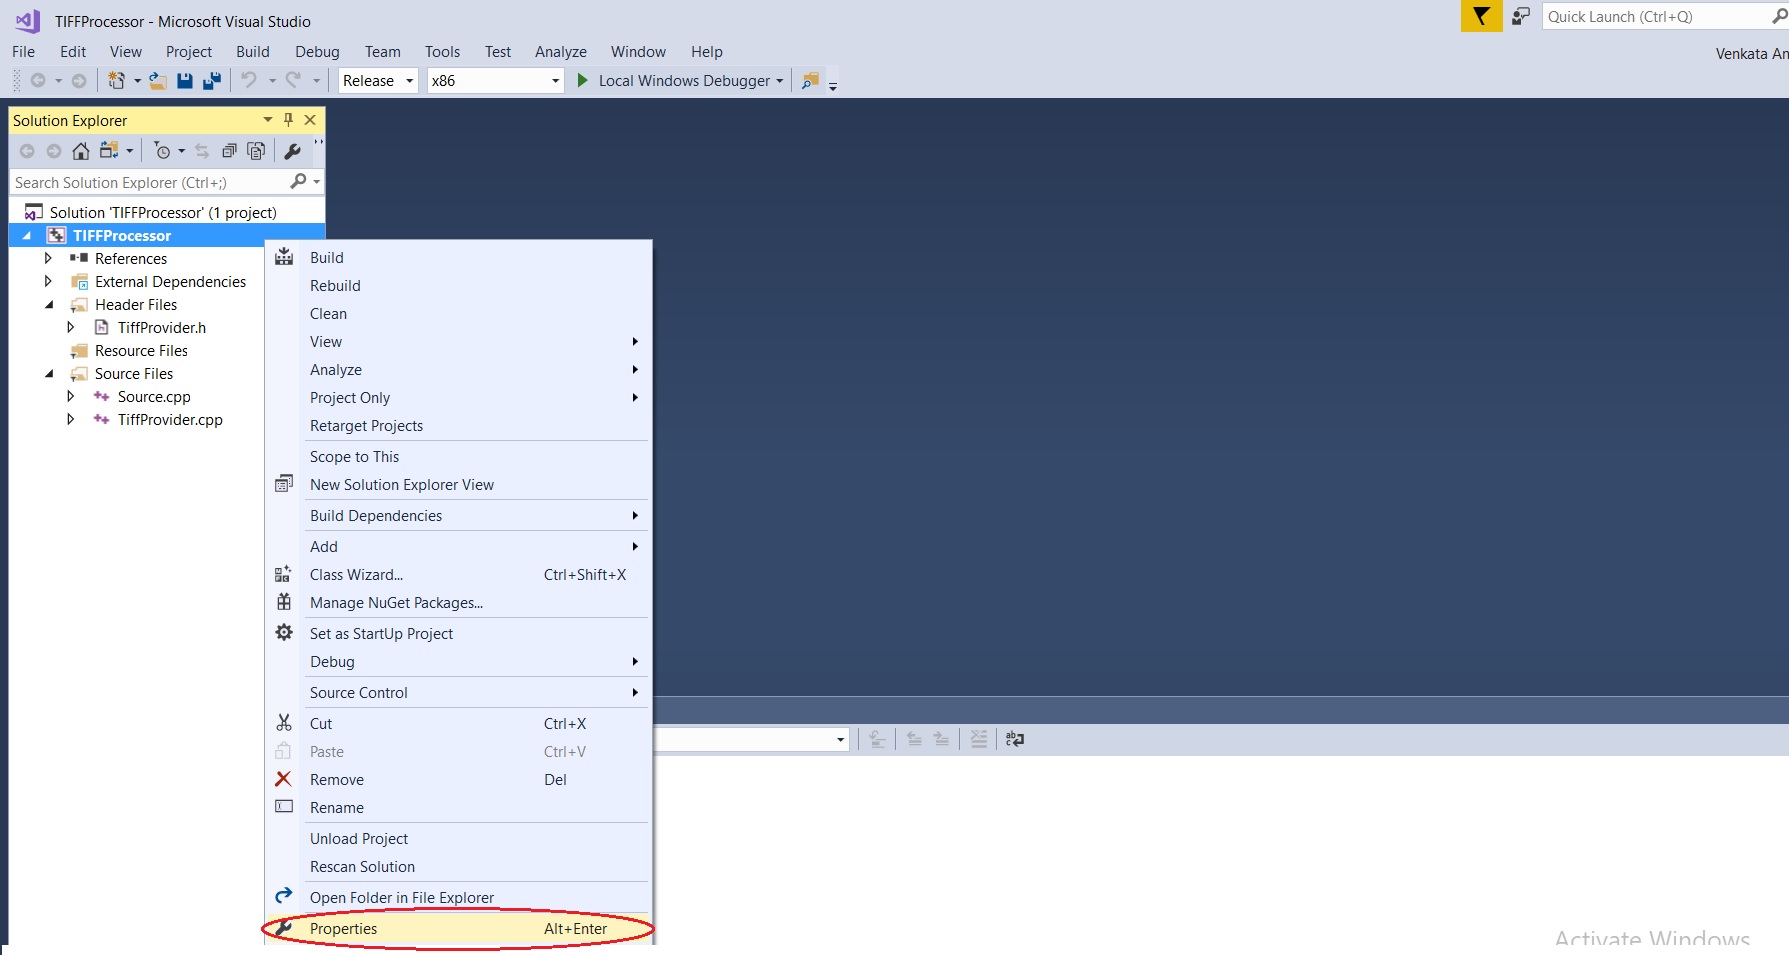 TIFFProcessor - Microsoft Visual Studio
Quick Launch (Ctrl+Q)
File Edit View Project Build Debug Team Tools Test Analyze Window Help
Venkata An
Release x86 Local Windows Debugger
Solution Explorer
Search Solution Explorer (Ctrl+;)
Solution 'TIFFProcessor' (1 project)
TIFFProcessor
References
External Dependencies
Header Files
TiffProvider.h
Resource Files
Source Files
Source.cpp
TiffProvider.cpp
Build
Rebuild
Clean
View
Analyze
Project Only
Retarget Projects
Scope to This
New Solution Explorer View
Build Dependencies
Add
Class Wizard... Ctrl+Shift+X
Manage NuGet Packages...
Set as StartUp Project
Debug
Source Control
Cut Ctrl+X
Paste Ctrl+V
Remove Del
Rename
Unload Project
Rescan Solution
Open Folder in File Explorer
Properties Alt+Enter
Activate Windows